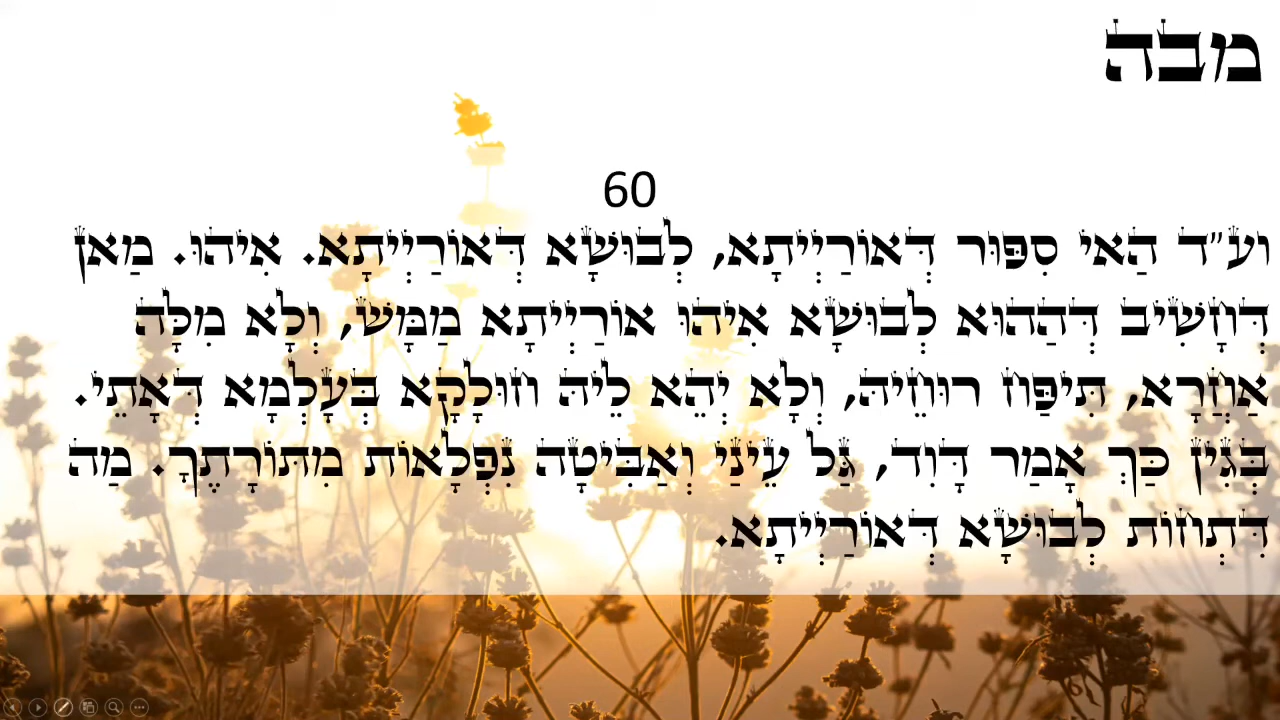 מבה
60
וע״ד הַאי סִפּוּר דְּאוֹרַיְיתָא, לְבוּשָׁא דְּאוֹרַיְיתָא. אִיהוּ. מַאן
דְּחָשִׁיב דְּהַהוּא לְבוּשָׁא אִיהוּ אוֹרַיְיתָא מַמָּשׁ, וְלָא מִלָּה
אַחֲרָא, תִּיפַּח רוּחֵיהּ, וְלָא יְהֵא לֵיהּ חוּלָקָא בְּעָלְמָא דְּאָתֵי.
בְּגִין כַּךְ אָמַר דָּוִד, גַּל עֵינַי וְאַבִּיטָה נִפְלָאוֹת מִתּוֹרָתֶךָ. מַה
דִּתְחוֹת לְבוּשָׁא דְּאוֹרַיְיתָא.